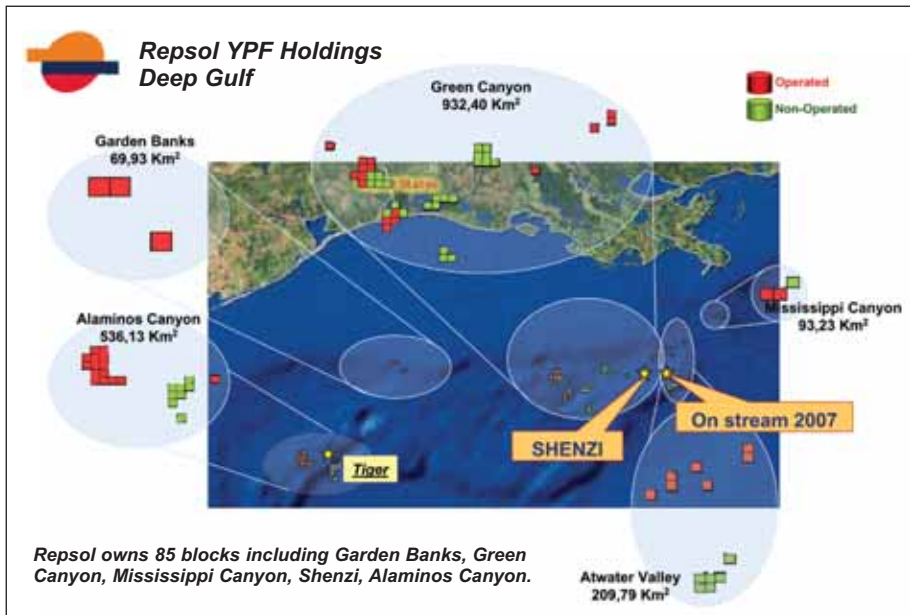 Repsol YPF Holdings
Deep Gulf
Green Canyon
932,40 Km²
Operated
Non-Operated
Garden Banks
69,93 Km²
States
Alaminos Canyon
536,13 Km²
Mississippi Canyon
93,23 Km²
On stream 2007
SHENZI
Tiger
Repsol owns 85 blocks including Garden Banks, Green
Canyon, Mississippi Canyon, Shenzi, Alaminos Canyon.
Atwater Valley
209,79 Km²